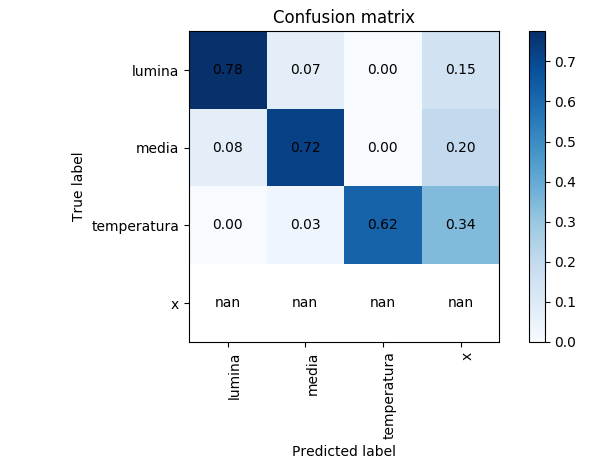 Confusion matrix
True label
lumina 0.78 0.07 0.00 0.15
media 0.08 0.72 0.00 0.20
temperatura 0.00 0.03 0.62 0.34
x nan nan nan nan
lumina media temperatura x
Predicted label
0.7
0.6
0.5
0.4
0.3
0.2
0.1
0.0